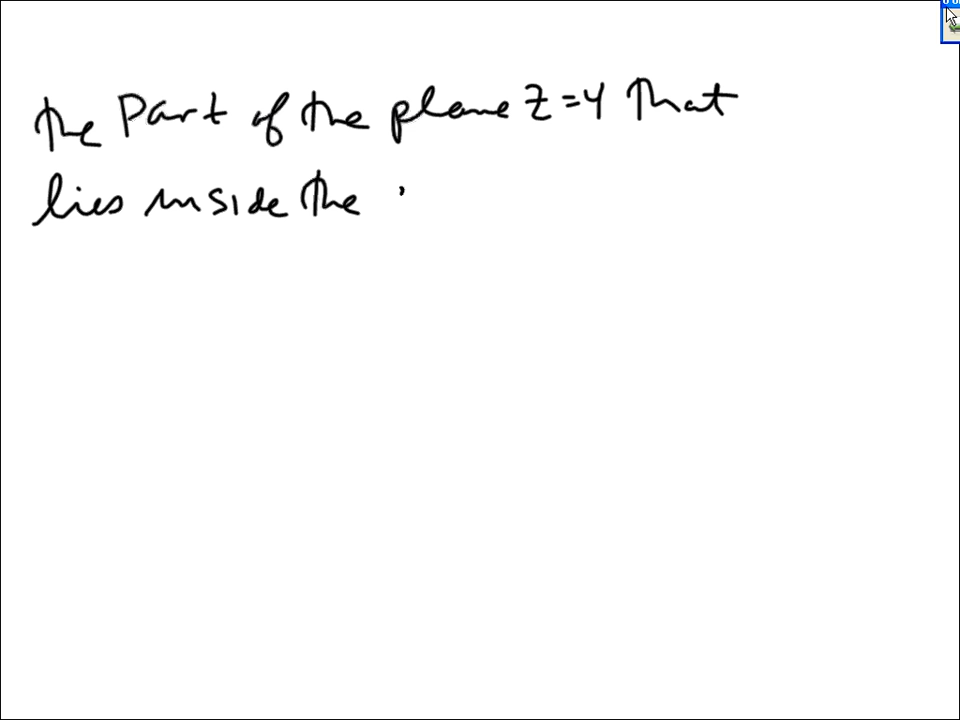 The Part of the plane z=4 That
lies inside the